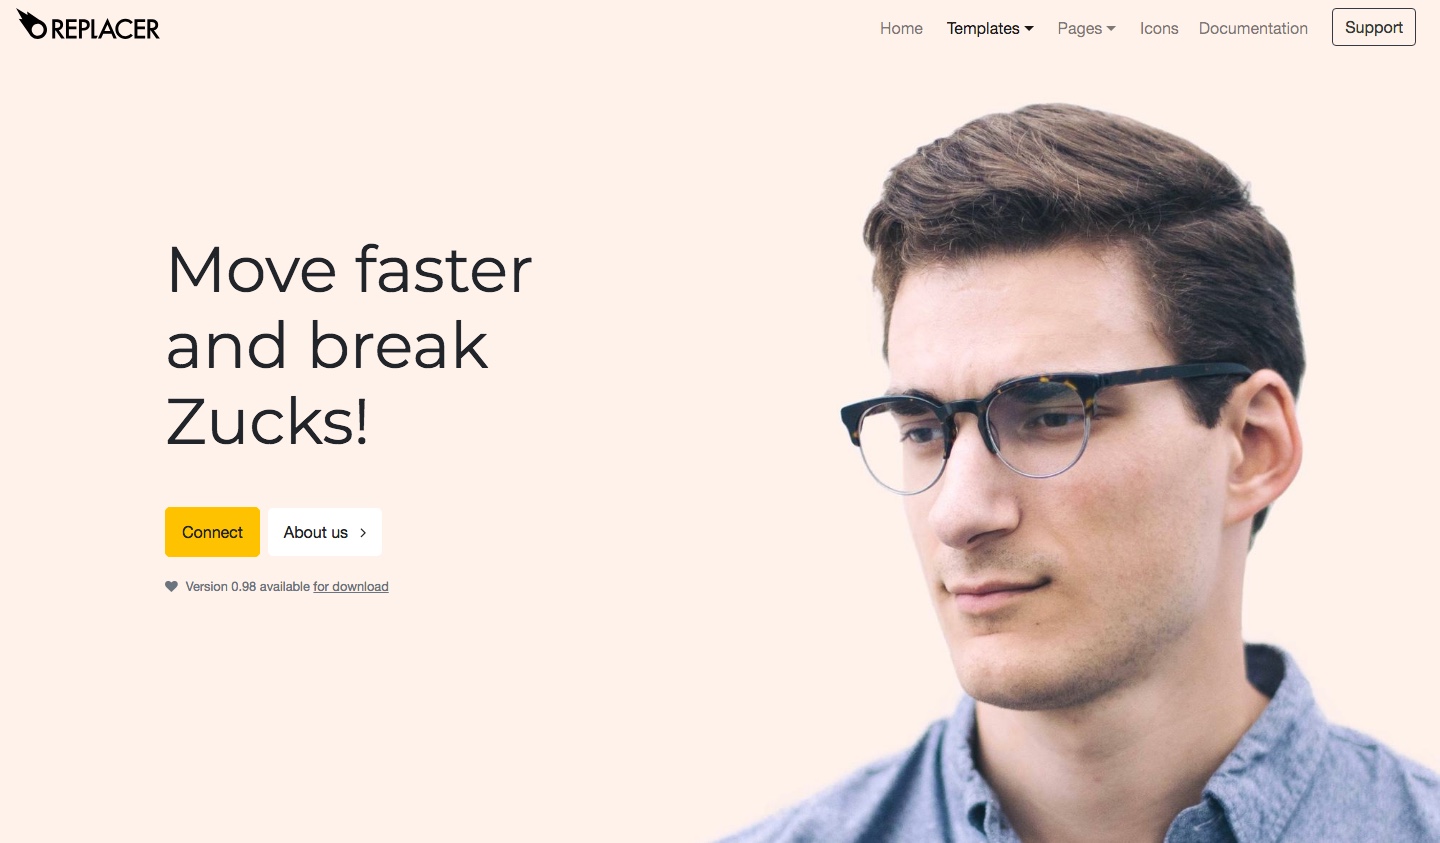 REPLACER
Home
Templates
Pages
Icons
Documentation
Support
Move faster
and break
Zucks!
Connect
About us
Version 0.98 available for download